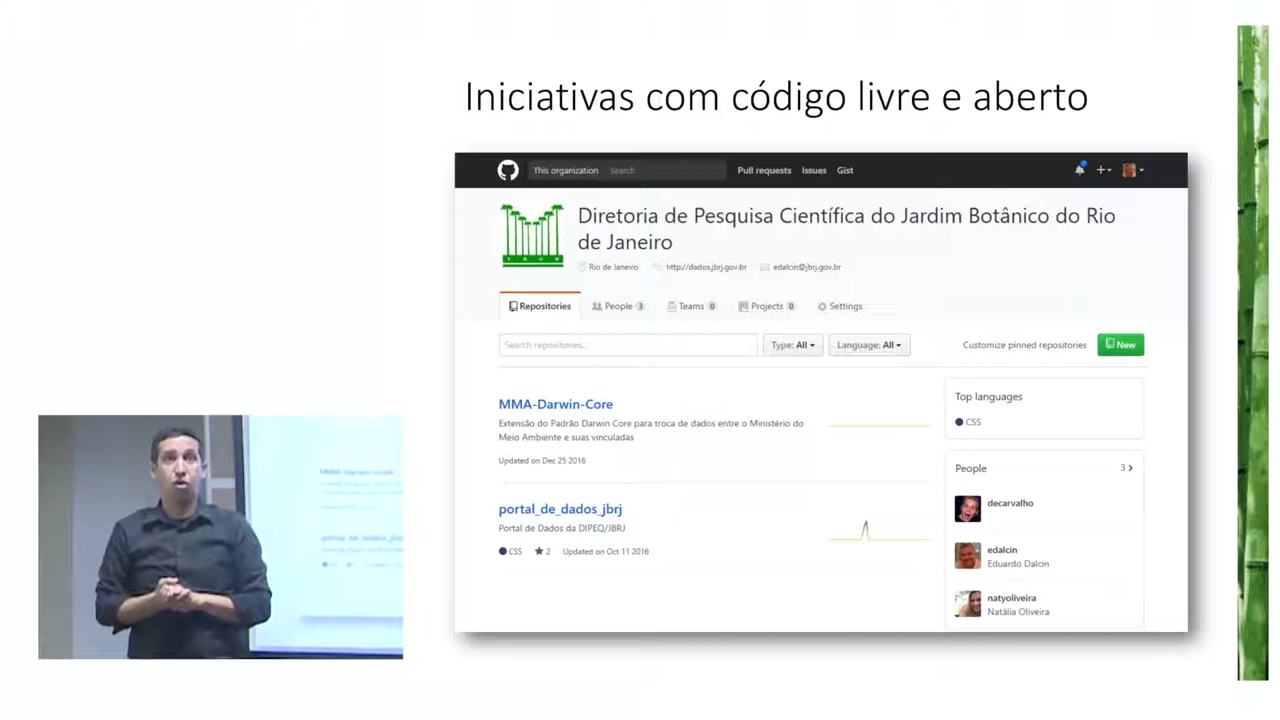 Iniciativas com código livre e aberto
This organization Search Pull requests Issues Gist
Diretoria de Pesquisa Científica do Jardim Botânico do Rio
de Janeiro
Rio de Janeiro http://dados.jbrj.gov.br edalcin@jbrj.gov.br
Repositories People 3 Teams 0 Projects 0 Settings
Search repositories... Type: All Language: All Customize pinned repositories New
MMA-Darwin-Core
Extensão do Padrão Darwin Core para troca de dados entre o Ministério do
Meio Ambiente e suas vinculadas
Updated on Dec 25 2016
portal_de_dados_jbrj
Portal de Dados da DIPEQ/JBRJ
CSS 2 Updated on Oct 11 2016
Top languages
CSS
People 3
decarvalho
edalcin
Eduardo Dalcin
natyoliveira
Natália Oliveira
MMA-Darwin-Core
portal_de_dados_jbrj